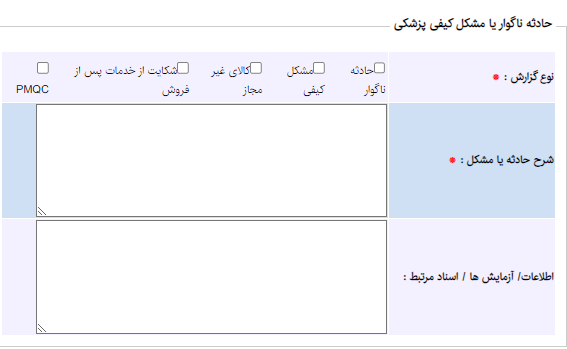 حادثه ناگوار یا مشکل کیفی پزشکی
نوع گزارش : *
حادثه ناگوار
مشکل کیفی
کالای غیر مجاز
شکایت از خدمات پس از فروش
PMQC
شرح حادثه یا مشکل : *
اطلاعات/ آزمایش ها / اسناد مرتبط :